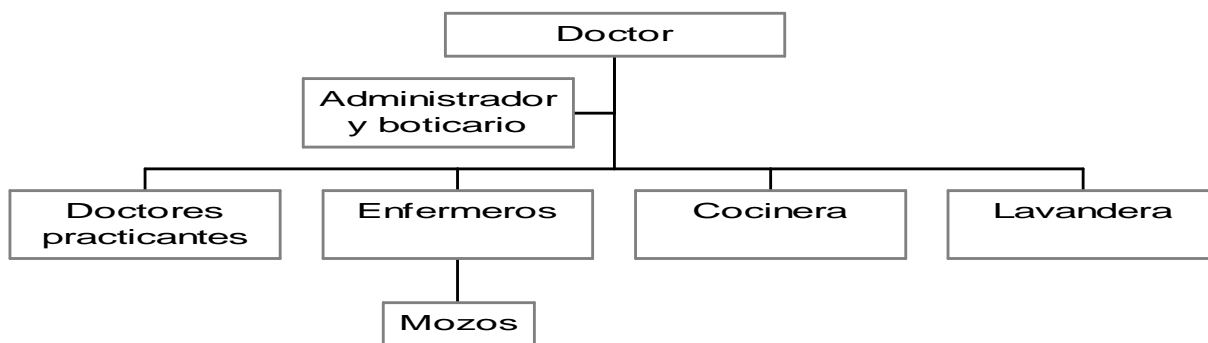 Doctor
Administrador
y boticario
Doctores
practicantes
Enfermeros
Cocinera
Lavandera
Mozos